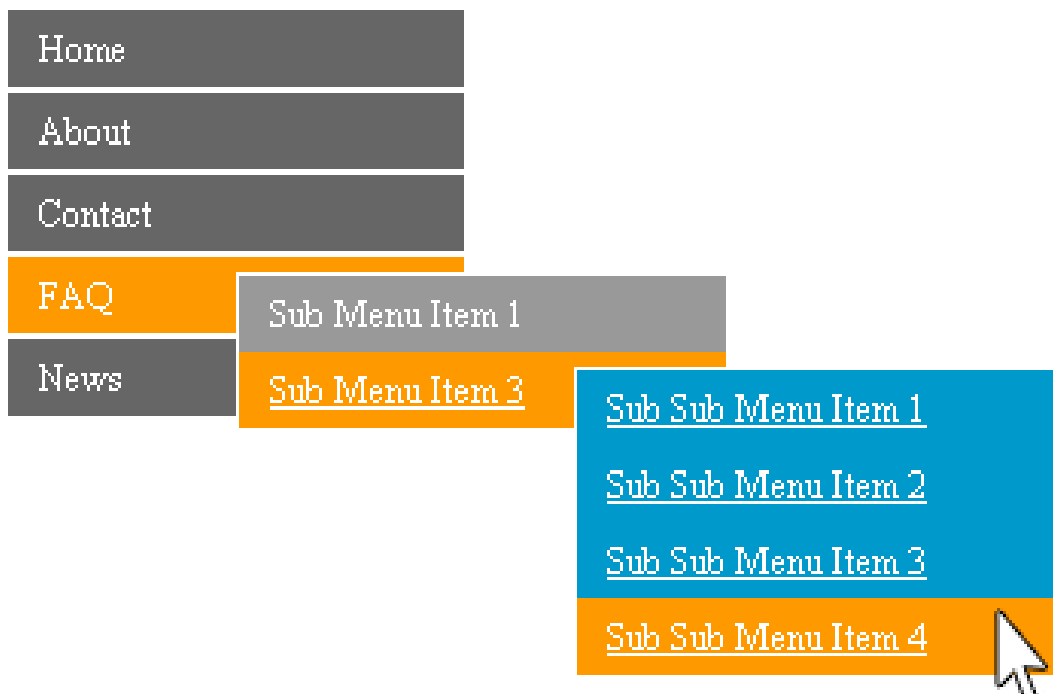 Home
About
Contact
FAQ
News
Sub Menu Item 1
Sub Menu Item 3
Sub Sub Menu Item 1
Sub Sub Menu Item 2
Sub Sub Menu Item 3
Sub Sub Menu Item 4